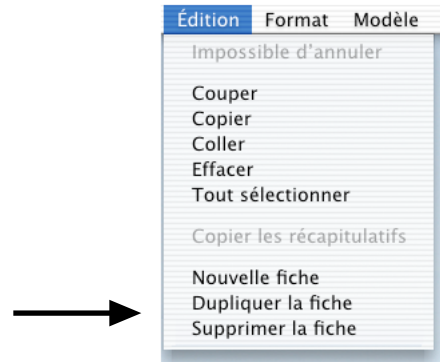 Édition Format Modèle
Impossible d'annuler
Couper
Copier
Coller
Effacer
Tout sélectionner
Copier les récapitulatifs
Nouvelle fiche
Dupliquer la fiche
Supprimer la fiche